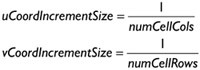 uCoordIncrementSize = 1 / numCellCols
vCoordIncrementSize = 1 / numCellRows